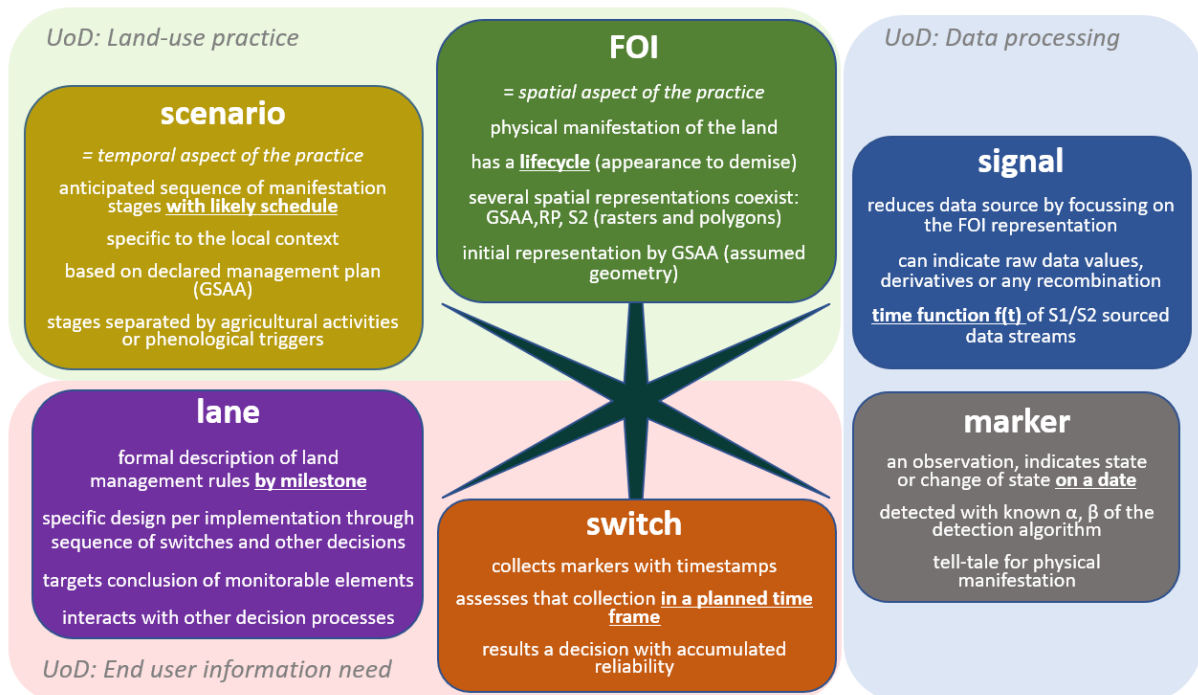 UoD: Land-use practice
scenario
= temporal aspect of the practice
anticipated sequence of manifestation
stages with likely schedule
specific to the local context
based on declared management plan
(GSAA)
stages separated by agricultural activities
or phenological triggers
FOI
= spatial aspect of the practice
physical manifestation of the land
has a lifecycle (appearance to demise)
several spatial representations coexist:
GSAA,RP, S2 (rasters and polygons)
initial representation by GSAA (assumed
geometry)
UoD: Data processing
signal
reduces data source by focussing on
the FOI representation
can indicate raw data values,
derivatives or any recombination
time function f(t) of S1/S2 sourced
data streams
lane
formal description of land
management rules by milestone
specific design per implementation through
sequence of switches and other decisions
targets conclusion of monitorable elements
interacts with other decision processes
UoD: End user information need
switch
collects markers with timestamps
assesses that collection in a planned time
frame
results a decision with accumulated
reliability
marker
an observation, indicates state
or change of state on a date
detected with known α, β of the
detection algorithm
tell-tale for physical
manifestation